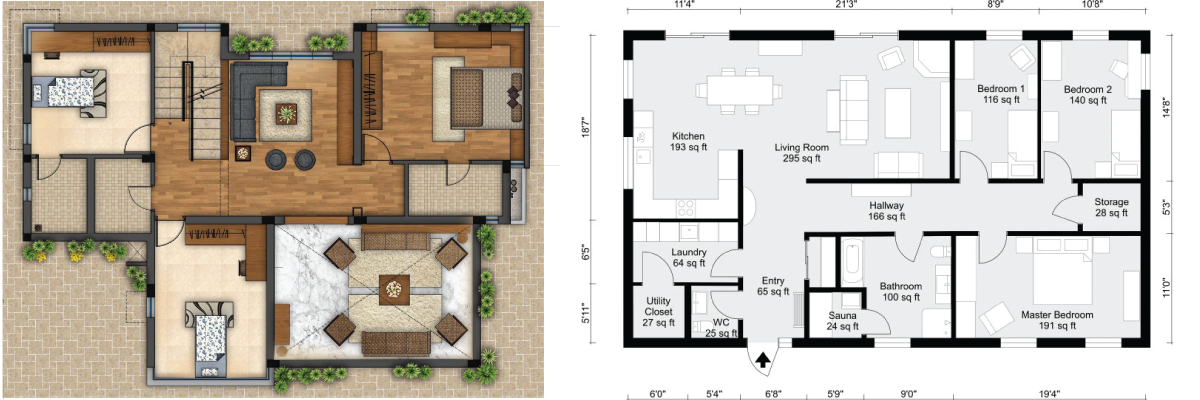 11'4"
21'3"
8'9"
10'8"
18'7"
6'5"
5'11"
Kitchen
193 sq ft
Living Room
295 sq ft
Bedroom 1
116 sq ft
Bedroom 2
140 sq ft
14'8"
5'3"
11'0"
Hallway
166 sq ft
Storage
28 sq ft
Laundry
64 sq ft
Entry
65 sq ft
Utility
Closet
27 sq ft
WC
25 sq ft
Sauna
24 sq ft
Bathroom
100 sq ft
Master Bedroom
191 sq ft
6'0"
5'4"
6'8"
5'9"
9'0"
19'4"